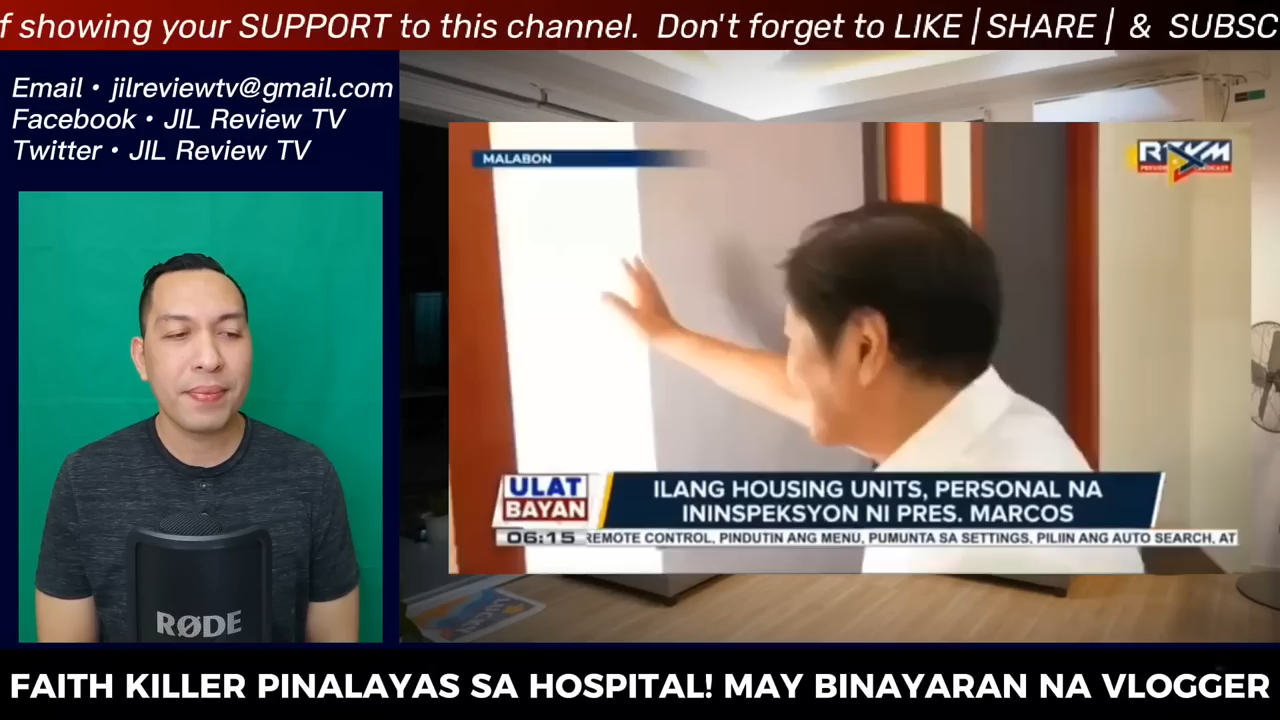 f showing your SUPPORT to this channel. Don't forget to LIKE | SHARE | & SUBSC
Email • jilreviewtv@gmail.com
Facebook • JIL Review TV
Twitter • JIL Review TV
MALABON
RTVM
RØDE
ULAT
BAYAN
ILANG HOUSING UNITS, PERSONAL NA
ININSPEKSYON NI PRES. MARCOS
06:15 REMOTE CONTROL, PINDUTIN ANG MENU, PUMUNTA SA SETTINGS, PILIIN ANG AUTO SEARCH, AT
FAITH KILLER PINALAYAS SA HOSPITAL! MAY BINAYARAN NA VLOGGER